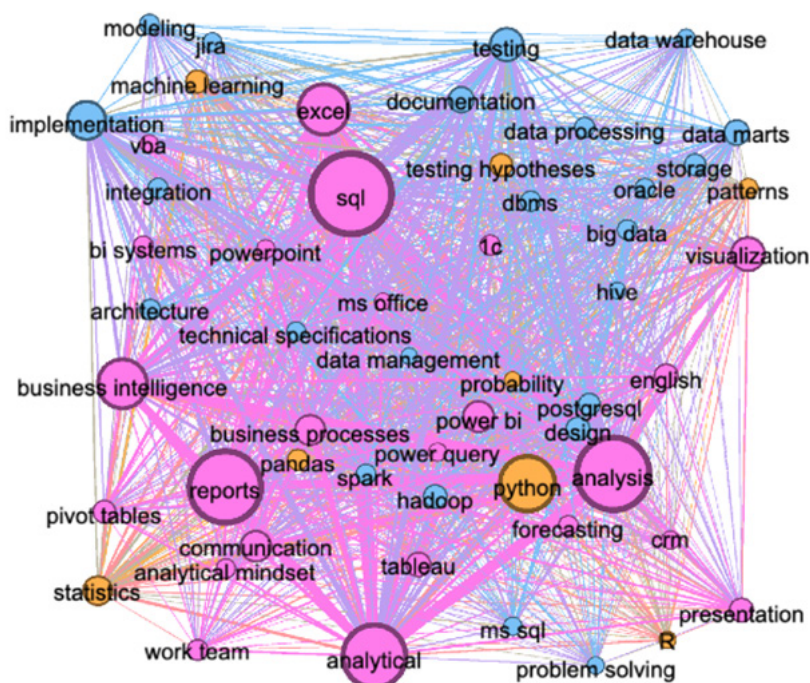 modeling
jira
testing
data warehouse
machine learning
excel
documentation
implementation
vba
data processing
data marts
testing hypotheses
storage
integration
sql
dbms
oracle
patterns
big data
bi systems
powerpoint
1c
visualization
hive
architecture
ms office
technical specifications
data management
business intelligence
probability
english
postgresql
business processes
power bi
design
pandas
power query
spark
reports
python
analysis
hadoop
pivot tables
forecasting
communication
crm
analytical mindset
tableau
statistics
presentation
ms sql
R
work team
analytical
problem solving